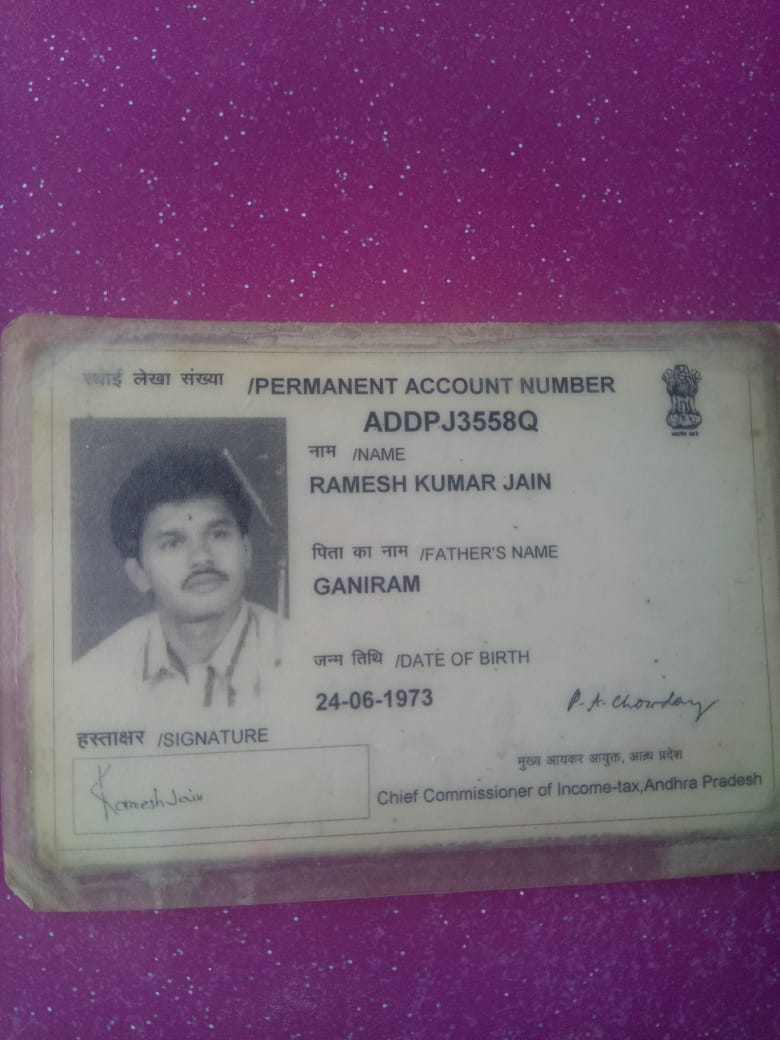 स्थाई लेखा संख्या /PERMANENT ACCOUNT NUMBER
ADDPJ3558Q
नाम /NAME
RAMESH KUMAR JAIN
पिता का नाम /FATHER'S NAME
GANIRAM
जन्म तिथि /DATE OF BIRTH
24-06-1973
P. A. Chowdary
हस्ताक्षर /SIGNATURE
Ramesh Jain
मुख्य आयकर आयुक्त, आन्ध्र प्रदेश
Chief Commissioner of Income-tax,Andhra Pradesh